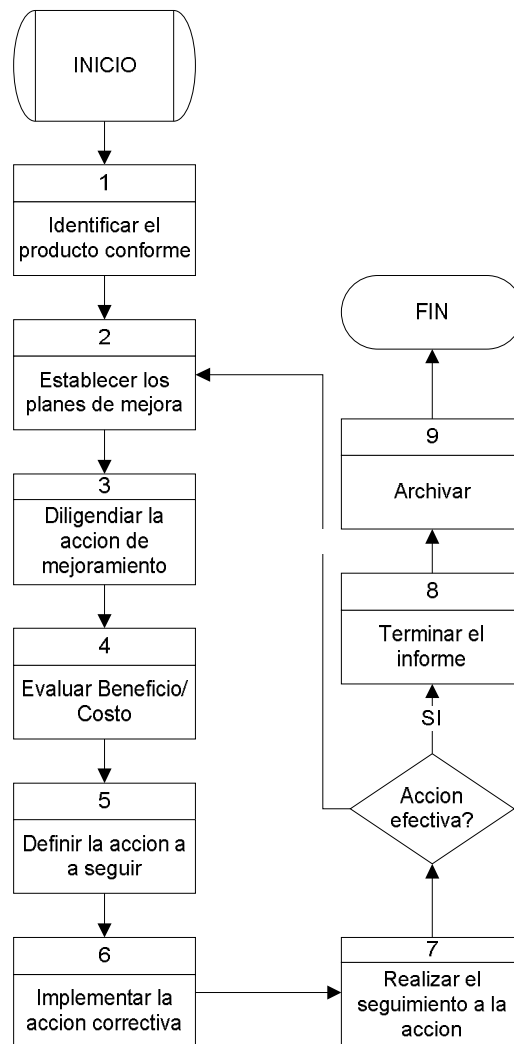 INICIO
1
Identificar el
producto conforme
2
Establecer los
planes de mejora
3
Diligendiar la
accion de
mejoramiento
4
Evaluar Beneficio/
Costo
5
Definir la accion a
a seguir
6
Implementar la
accion correctiva
7
Realizar el
seguimiento a la
accion
Accion
efectiva?
SI
8
Terminar el
informe
9
Archivar
FIN